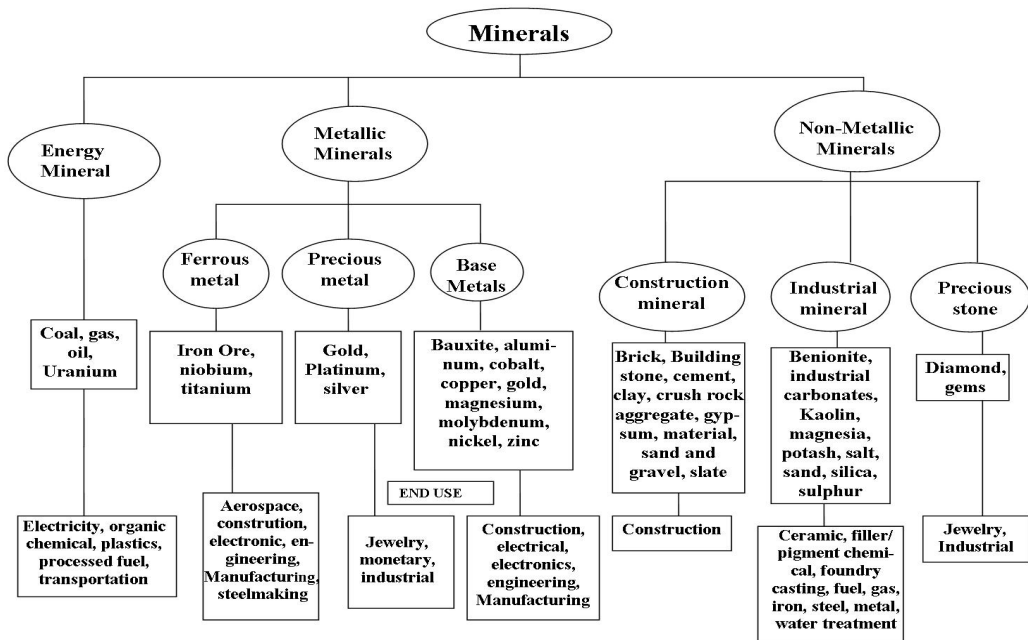 Minerals
Energy
Mineral
Metallic
Minerals
Non-Metallic
Minerals
Ferrous
metal
Precious
metal
Base
Metals
Construction
mineral
Industrial
mineral
Precious
stone
Coal, gas,
oil,
Uranium
Iron Ore,
niobium,
titanium
Gold,
Platinum,
silver
Bauxite, alumi-
num, cobalt,
copper, gold,
magnesium,
molybdenum,
nickel, zinc
Brick, Building
stone, cement,
clay, crush rock
aggregate, gyp-
sum, material,
sand and
gravel, slate
Benionite,
industrial
carbonates,
Kaolin,
magnesia,
potash, salt,
sand, silica,
sulphur
Diamond,
gems
END USE
Electricity, organic
chemical, plastics,
processed fuel,
transportation
Aerospace,
constrution,
electronic, en-
gineering,
Manufacturing,
steelmaking
Jewelry,
monetary,
industrial
Construction,
electrical,
electronics,
engineering,
Manufacturing
Construction
Ceramic, filler/
pigment chemi-
cal, foundry
casting, fuel, gas,
iron, steel, metal,
water treatment
Jewelry,
Industrial